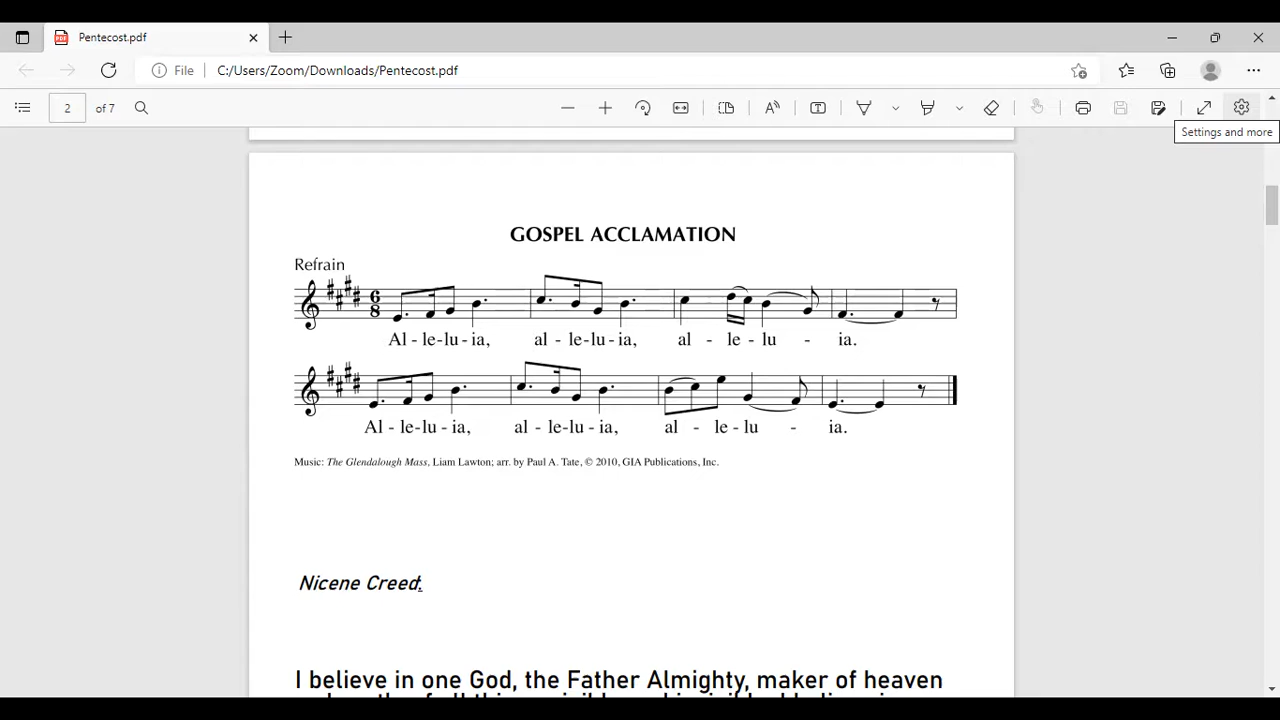 Pentecost.pdf
File C:/Users/Zoom/Downloads/Pentecost.pdf
2 of 7
Settings and more
GOSPEL ACCLAMATION
Refrain
6
8
Al - le - lu - ia, al - le - lu - ia, al - le - lu - ia.
Al - le - lu - ia, al - le - lu - ia, al - le - lu - ia.
Music: The Glendalough Mass, Liam Lawton; arr. by Paul A. Tate, © 2010, GIA Publications, Inc.
Nicene Creed.
I believe in one God, the Father Almighty, maker of heaven